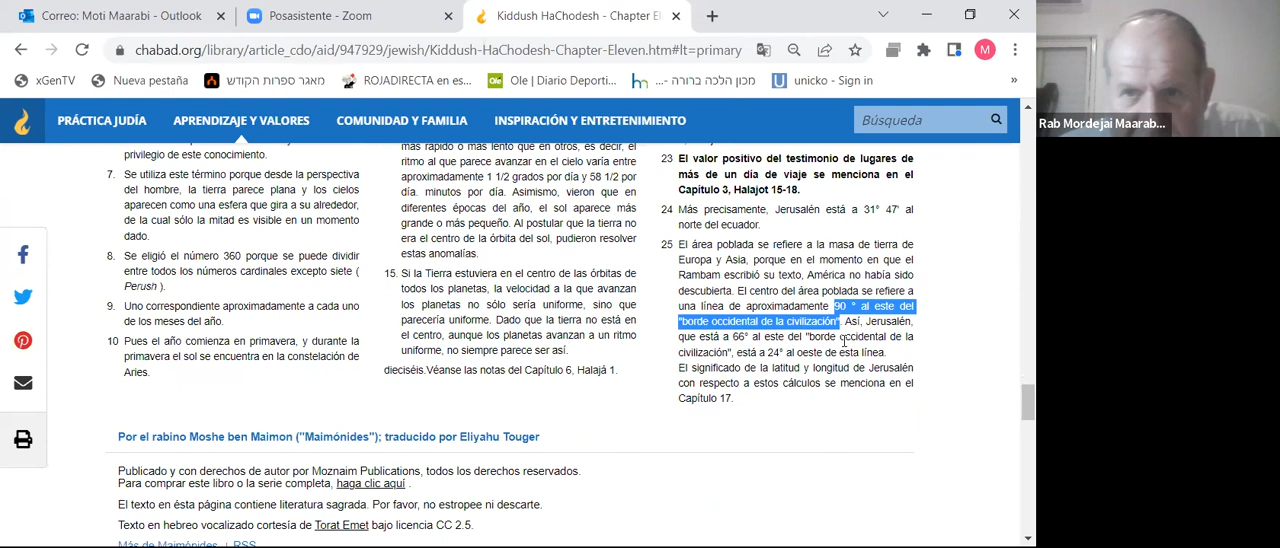 Correo: Moti Maarabi - Outlook
Posasistente - Zoom
Kiddush HaChodesh - Chapter El
chabad.org/library/article_cdo/aid/947929/jewish/Kiddush-HaChodesh-Chapter-Eleven.htm#lt=primary
M
xGenTV
Nueva pestaña
מאגר ספרות הקודש
ROJADIRECTA en es...
Ole | Diario Deporti...
מכון הלכה ברורה -...
unicko - Sign in
»
PRÁCTICA JUDÍA
APRENDIZAJE Y VALORES
COMUNIDAD Y FAMILIA
INSPIRACIÓN Y ENTRETENIMIENTO
Búsqueda
Rab Mordejai Maarab...
privilegio de este conocimiento.
7. Se utiliza este término porque desde la perspectiva
del hombre, la tierra parece plana y los cielos
aparecen como una esfera que gira a su alrededor,
de la cual sólo la mitad es visible en un momento
dado.
8. Se eligió el número 360 porque se puede dividir
entre todos los números cardinales excepto siete (
Perush ).
9. Uno correspondiente aproximadamente a cada uno
de los meses del año.
10 Pues el año comienza en primavera, y durante la
primavera el sol se encuentra en la constelación de
Aries.
más rápido o más lento que en otros, es decir, el
ritmo al que parece avanzar en el cielo varía entre
aproximadamente 1 1/2 grados por día y 58 1/2 por
día. minutos por día. Asimismo, vieron que en
diferentes épocas del año, el sol aparece más
grande o más pequeño. Al postular que la tierra no
era el centro de la órbita del sol, pudieron resolver
estas anomalías.
15. Si la Tierra estuviera en el centro de las órbitas de
todos los planetas, la velocidad a la que avanzan
los planetas no sólo sería uniforme, sino que
parecería uniforme. Dado que la tierra no está en
el centro, aunque los planetas avanzan a un ritmo
uniforme, no siempre parece ser así.
dieciséis.Véanse las notas del Capítulo 6, Halajá 1.
23 El valor positivo del testimonio de lugares de
más de un día de viaje se menciona en el
Capítulo 3, Halajot 15-18.
24 Más precisamente, Jerusalén está a 31° 47' al
norte del ecuador.
25 El área poblada se refiere a la masa de tierra de
Europa y Asia, porque en el momento en que el
Rambam escribió su texto, América no había sido
descubierta. El centro del área poblada se refiere a
una línea de aproximadamente 90 ° al este del
"borde occidental de la civilización". Así, Jerusalén,
que está a 66° al este del "borde occidental de la
civilización", está a 24° al oeste de esta línea.
El significado de la latitud y longitud de Jerusalén
con respecto a estos cálculos se menciona en el
Capítulo 17.
Por el rabino Moshe ben Maimon ("Maimónides"); traducido por Eliyahu Touger
Publicado y con derechos de autor por Moznaim Publications, todos los derechos reservados.
Para comprar este libro o la serie completa, haga clic aquí .
El texto en ésta página contiene literatura sagrada. Por favor, no estropee ni descarte.
Texto en hebreo vocalizado cortesía de Torat Emet bajo licencia CC 2.5.
Más de Maimónides | RSS